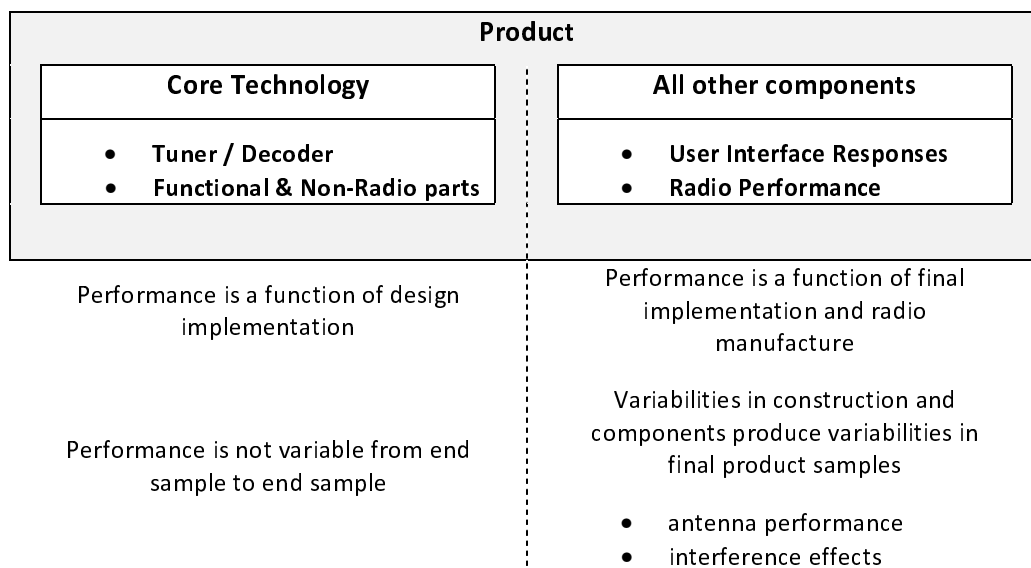 Product
Core Technology
• Tuner / Decoder
• Functional & Non-Radio parts
All other components
• User Interface Responses
• Radio Performance
Performance is a function of design
implementation
Performance is not variable from end
sample to end sample
Performance is a function of final
implementation and radio
manufacture
Variabilities in construction and
components produce variabilities in
final product samples
• antenna performance
• interference effects